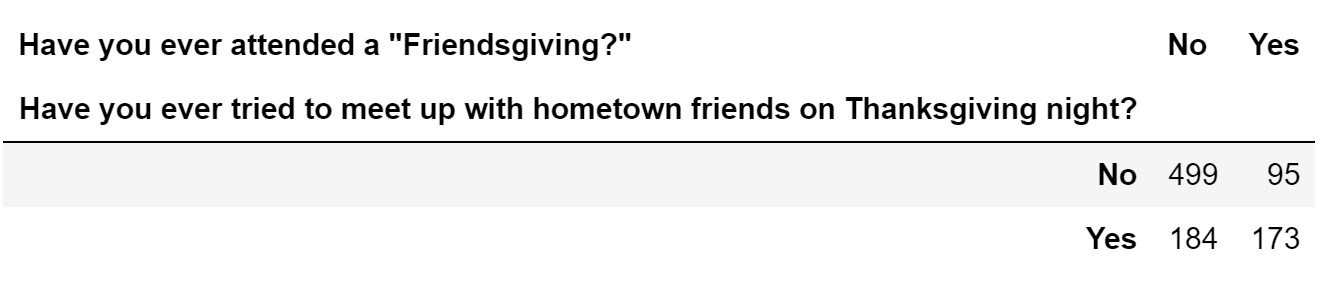 Have you ever attended a "Friendsgiving?" No Yes
Have you ever tried to meet up with hometown friends on Thanksgiving night?
No 499 95
Yes 184 173